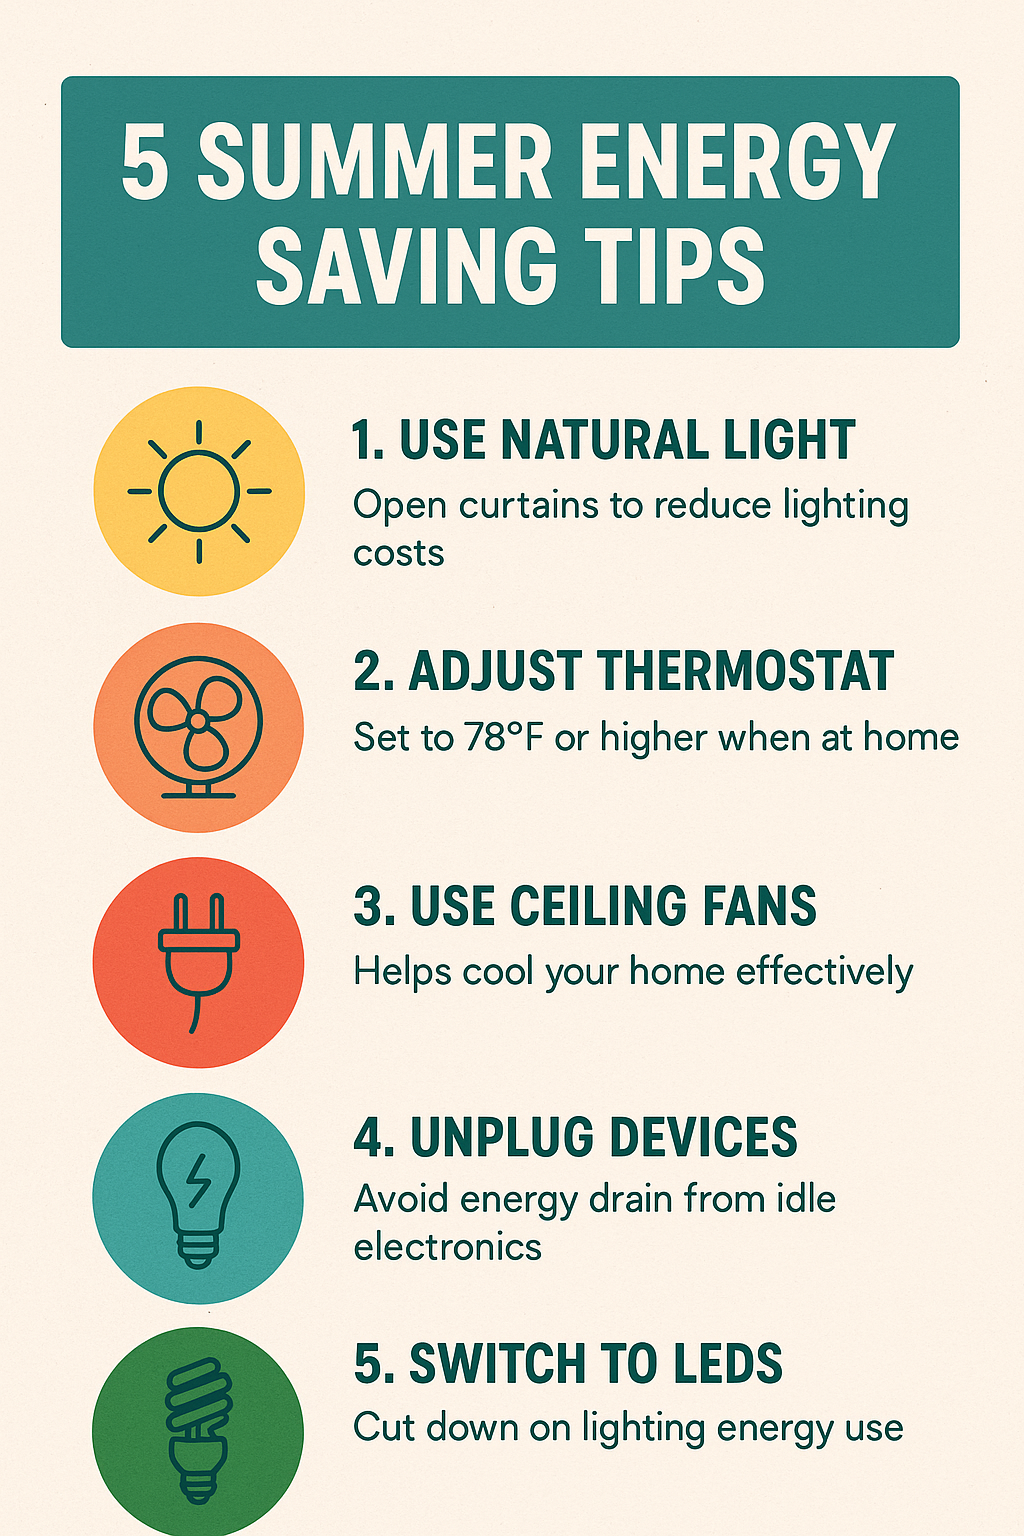 5 SUMMER ENERGY
SAVING TIPS
1. USE NATURAL LIGHT
Open curtains to reduce lighting
costs
2. ADJUST THERMOSTAT
Set to 78°F or higher when at home
3. USE CEILING FANS
Helps cool your home effectively
4. UNPLUG DEVICES
Avoid energy drain from idle
electronics
5. SWITCH TO LEDS
Cut down on lighting energy use